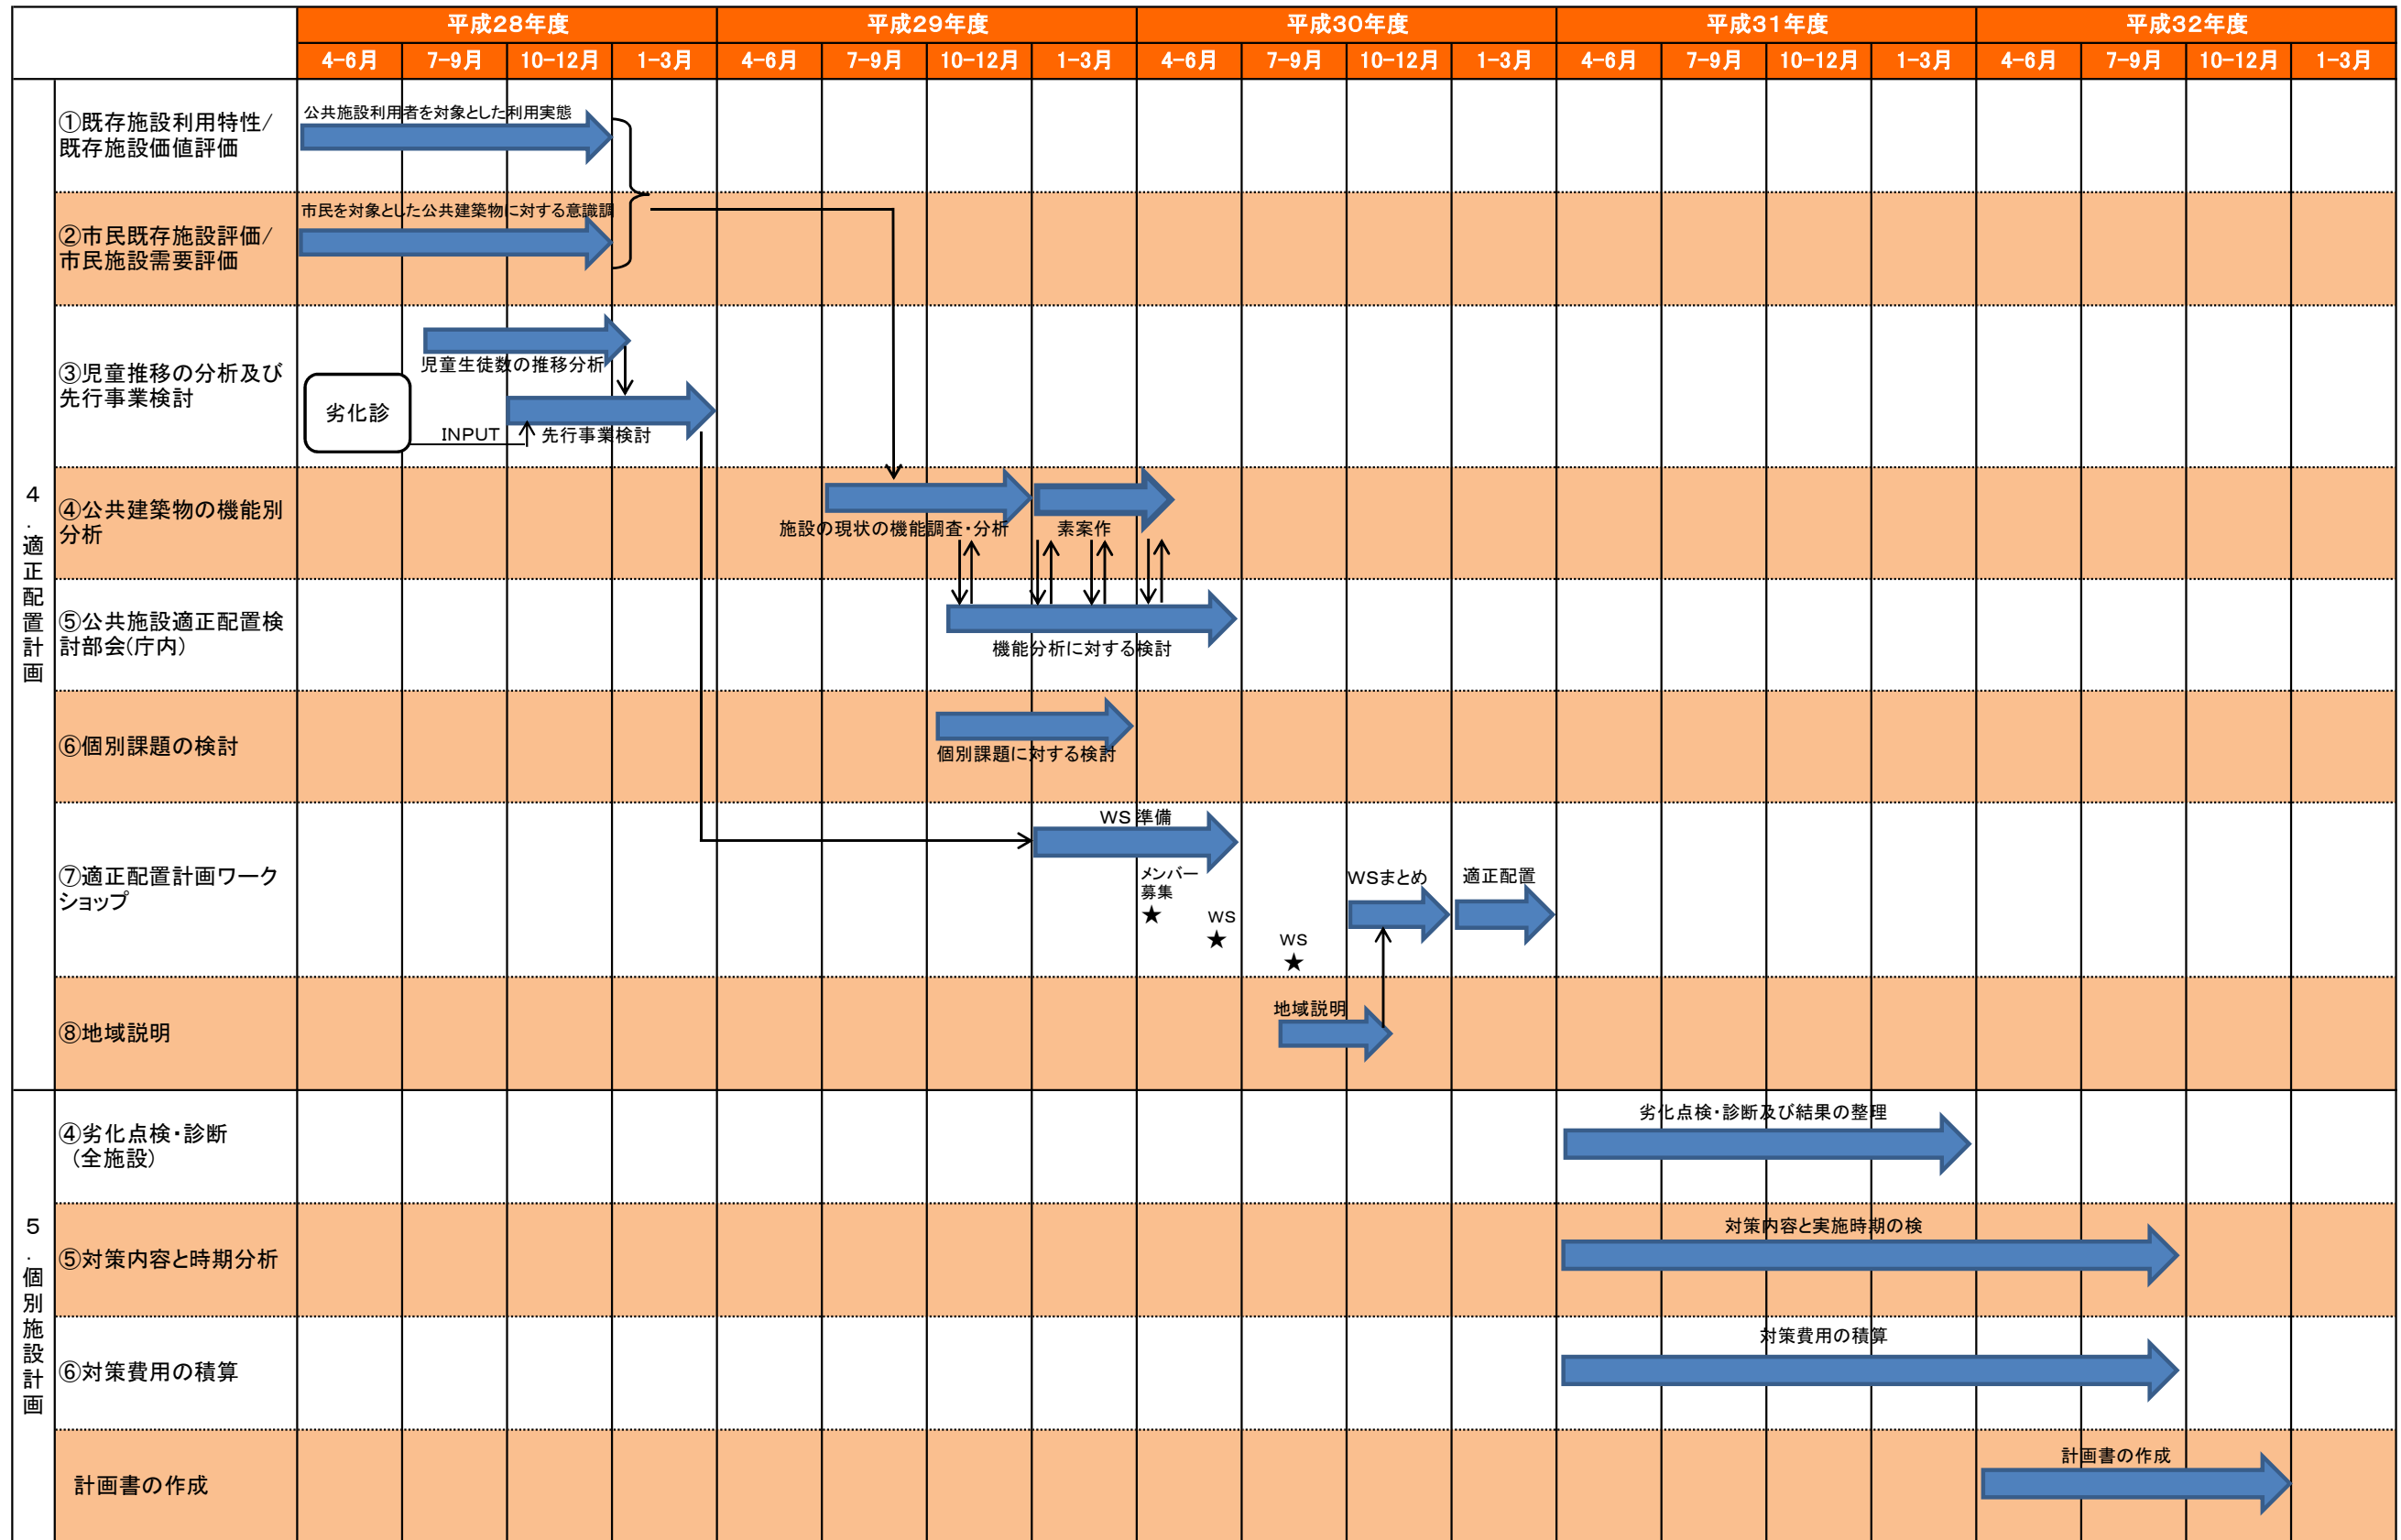 平成28年度 平成29年度 平成30年度 平成31年度 平成32年度
4-6月 7-9月 10-12月 1-3月 4-6月 7-9月 10-12月 1-3月 4-6月 7-9月 10-12月 1-3月 4-6月 7-9月 10-12月 1-3月 4-6月 7-9月 10-12月 1-3月
4.適正配置計画
①既存施設利用特性/
既存施設価値評価
公共施設利用者を対象とした利用実態
②市民既存施設評価/
市民施設需要評価
市民を対象とした公共建築物に対する意識調
③児童推移の分析及び
先行事業検討
児童生徒数の推移分析
劣化診
INPUT
先行事業検討
④公共建築物の機能別
分析
施設の現状の機能調査・分析
素案作
⑤公共施設適正配置検
討部会(庁内)
機能分析に対する検討
⑥個別課題の検討
個別課題に対する検討
⑦適正配置計画ワーク
ショップ
WS準備
メンバー
募集
★
WS
★
WS
★
WSまとめ
適正配置
⑧地域説明
地域説明
5.個別施設計画
④劣化点検・診断
(全施設)
劣化点検・診断及び結果の整理
⑤対策内容と時期分析
対策内容と実施時期の検
⑥対策費用の積算
対策費用の積算
計画書の作成
計画書の作成